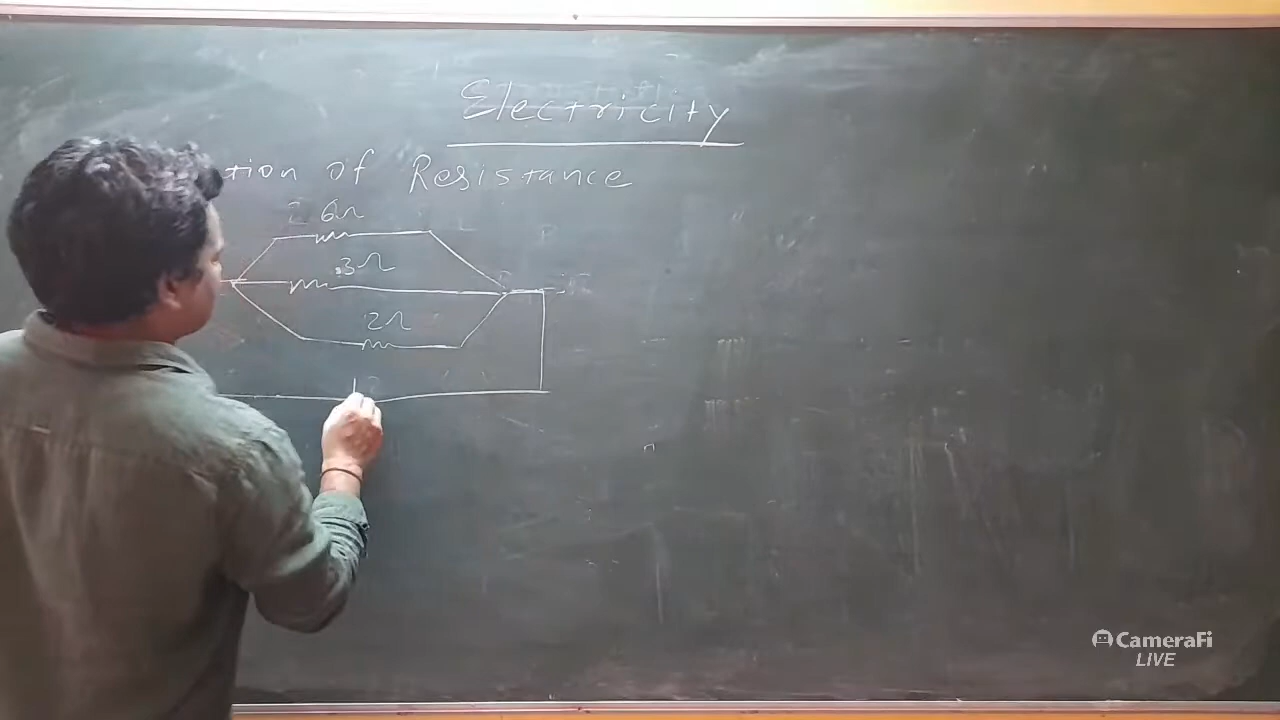 Electricity
tion of Resistance
6Ω
3Ω
2Ω
CameraFi
LIVE